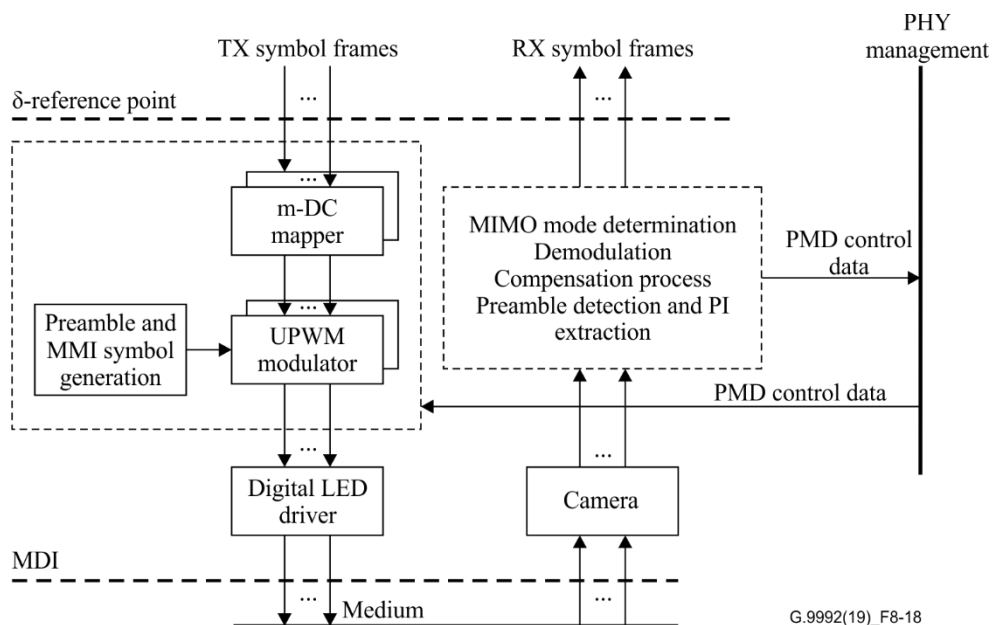 TX symbol frames
RX symbol frames
PHY
management
...
...
δ-reference point
...
m-DC
mapper
MIMO mode determination
Demodulation
Compensation process
Preamble detection and PI
extraction
PMD control
data
...
Preamble and
MMI symbol
generation
UPWM
modulator
PMD control data
...
...
Digital LED
driver
Camera
MDI
...
...
Medium
G.9992(19)_F8-18